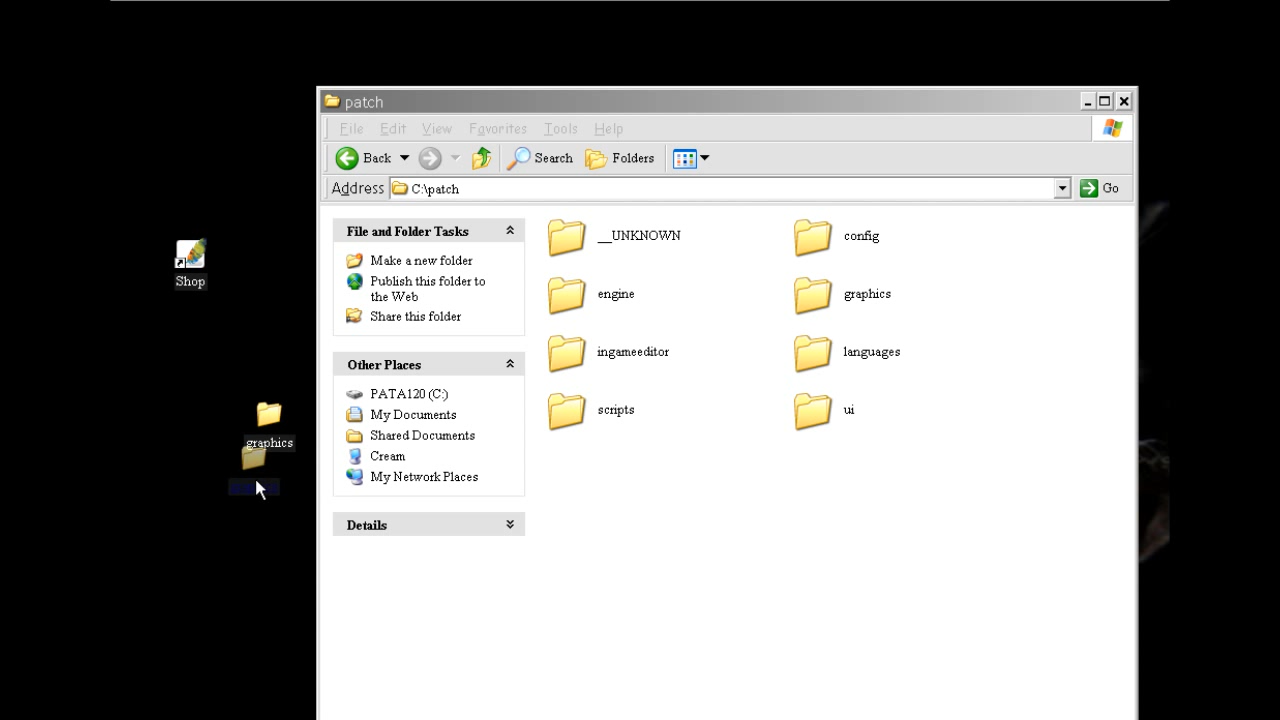 patch
File Edit View Favorites Tools Help
Back Search Folders
Address C:\patch Go
File and Folder Tasks
Make a new folder
Publish this folder to
the Web
Share this folder
Other Places
PATA120 (C:)
My Documents
Shared Documents
Cream
My Network Places
Details
__UNKNOWN
config
engine
graphics
ingameeditor
languages
scripts
ui
Shop
graphics